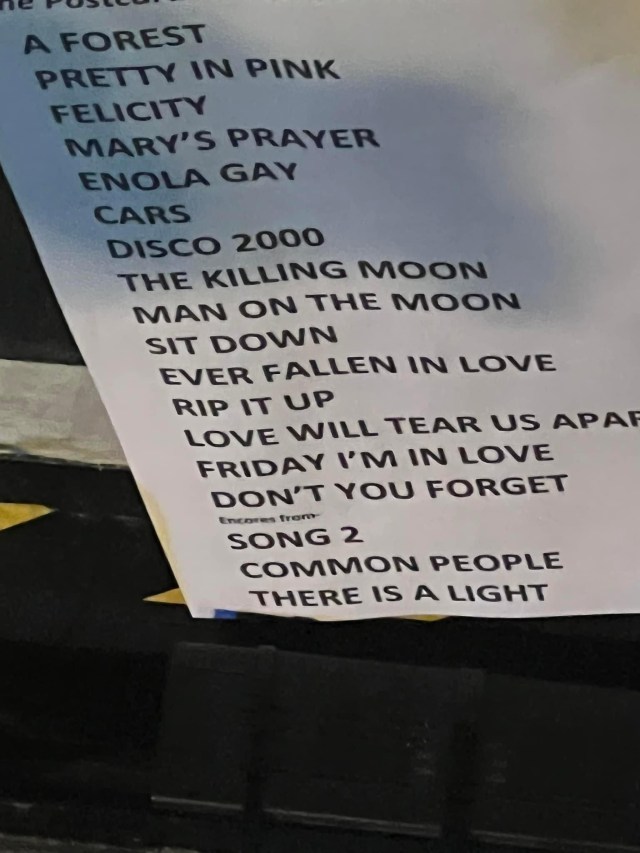 A FOREST
PRETTY IN PINK
FELICITY
MARY'S PRAYER
ENOLA GAY
CARS
DISCO 2000
THE KILLING MOON
MAN ON THE MOON
SIT DOWN
EVER FALLEN IN LOVE
RIP IT UP
LOVE WILL TEAR US APAR
FRIDAY I'M IN LOVE
DON'T YOU FORGET
Encores from-
SONG 2
COMMON PEOPLE
THERE IS A LIGHT